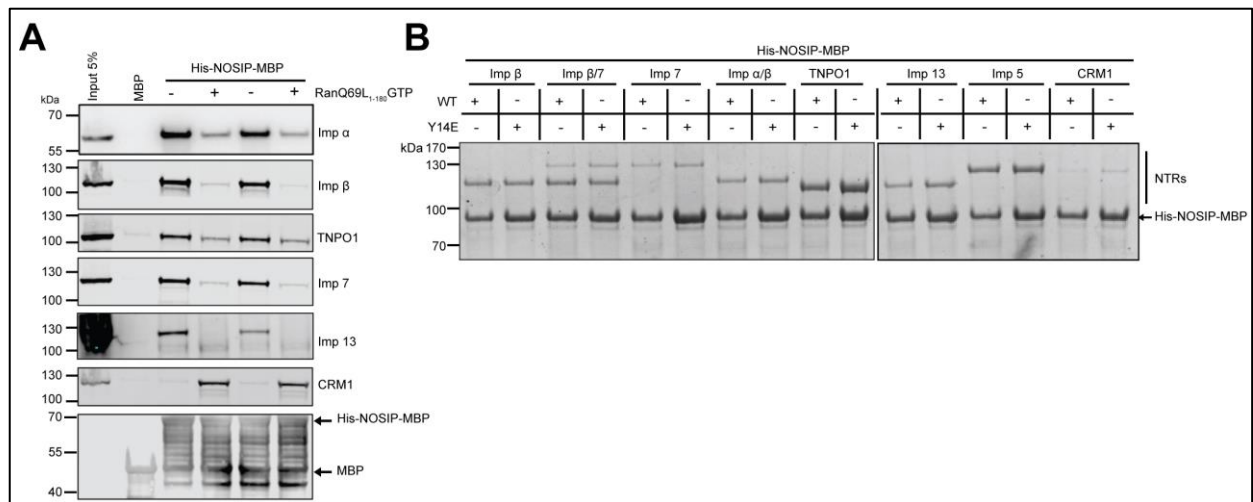 A
Input 5%
MBP
His-NOSIP-MBP
kDa
- + - + RanQ69L1-180GTP
70
55
Imp α
130
100
Imp β
130
100
TNPO1
130
100
Imp 7
130
100
Imp 13
130
100
CRM1
70
55
40
His-NOSIP-MBP
MBP
B
His-NOSIP-MBP
Imp β Imp β/7 Imp 7 Imp α/β TNPO1 Imp 13 Imp 5 CRM1
WT + - + - + - + - + - + - + - + -
Y14E - + - + - + - + - + - + - + - +
kDa 170
130
100
70
NTRs
His-NOSIP-MBP